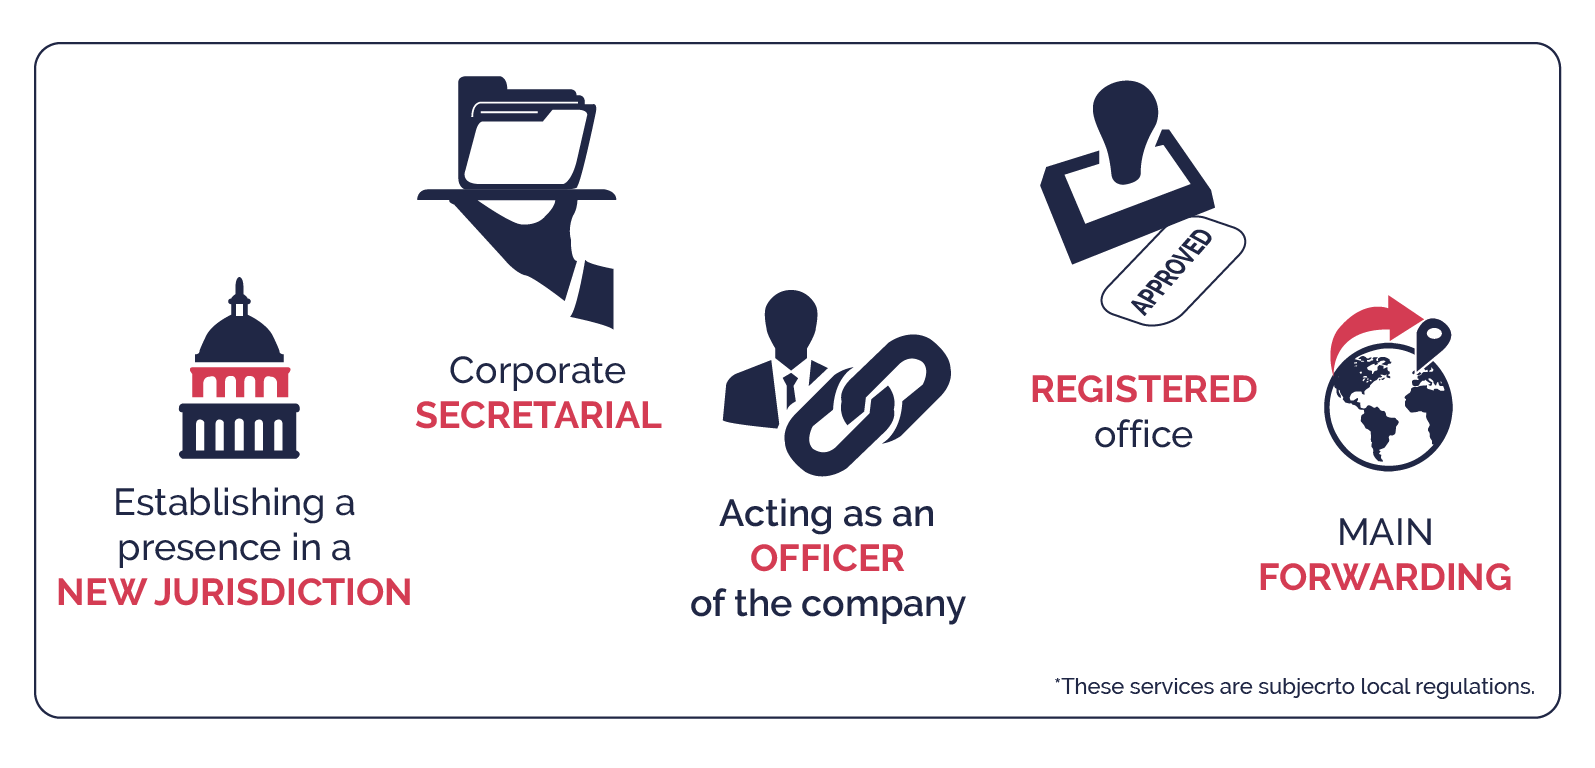 Establishing a
presence in a
NEW JURISDICTION
Corporate
SECRETARIAL
Acting as an
OFFICER
of the company
APPROVED
REGISTERED
office
MAIN
FORWARDING
*These services are subjecrto local regulations.